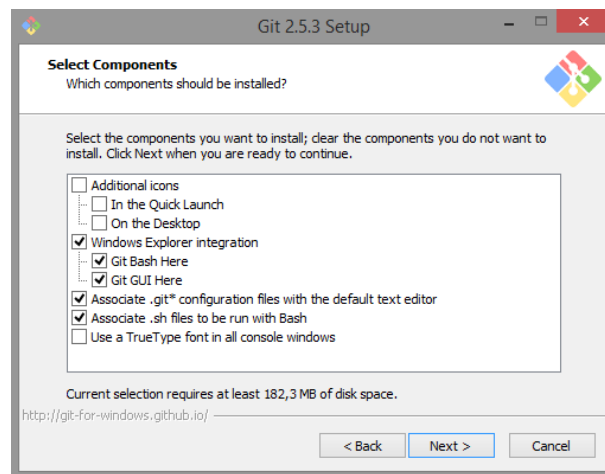 Git 2.5.3 Setup
Select Components
Which components should be installed?
Select the components you want to install; clear the components you do not want to
install. Click Next when you are ready to continue.
Additional icons
In the Quick Launch
On the Desktop
Windows Explorer integration
Git Bash Here
Git GUI Here
Associate .git* configuration files with the default text editor
Associate .sh files to be run with Bash
Use a TrueType font in all console windows
Current selection requires at least 182,3 MB of disk space.
http://git-for-windows.github.io/
< Back Next > Cancel